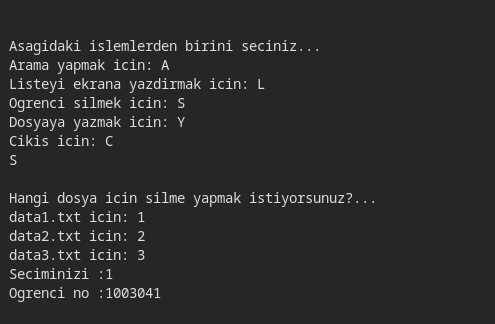 Asagidaki islemlerden birini seciniz...
Arama yapmak icin: A
Listeyi ekrana yazdirmak icin: L
Ogrenci silmek icin: S
Dosyaya yazmak icin: Y
Cikis icin: C
S
Hangi dosya icin silme yapmak istiyorsunuz?...
data1.txt icin: 1
data2.txt icin: 2
data3.txt icin: 3
Seciminizi :1
Ogrenci no :1003041